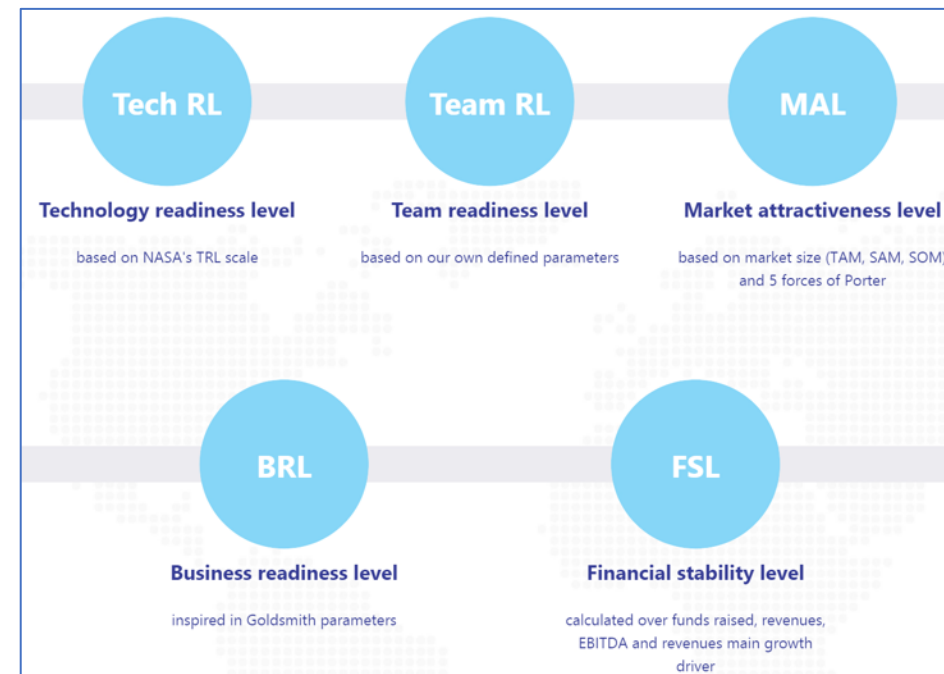 Tech RL
Team RL
MAL
Technology readiness level
Team readiness level
Market attractiveness level
based on NASA's TRL scale
based on our own defined parameters
based on market size (TAM, SAM, SOM)
and 5 forces of Porter
BRL
FSL
Business readiness level
Financial stability level
inspired in Goldsmith parameters
calculated over funds raised, revenues,
EBITDA and revenues main growth
driver